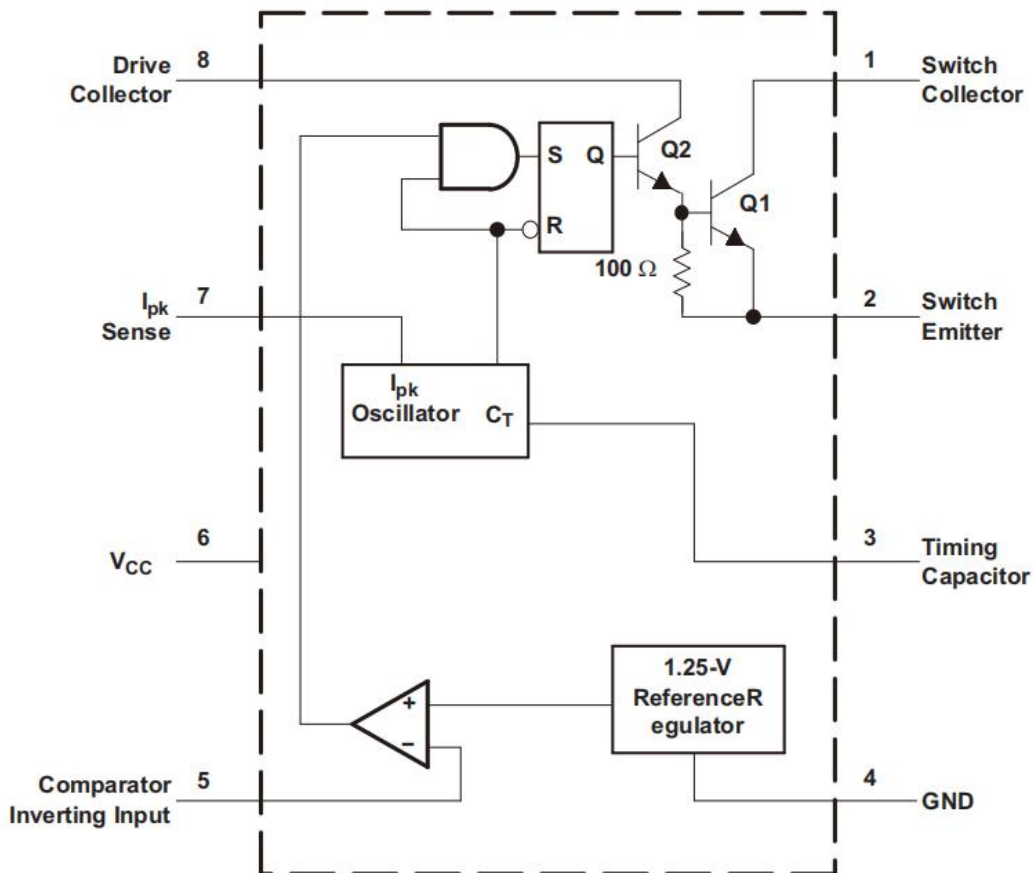 Drive
Collector
8
1
Switch
Collector
S
Q
Q2
Q1
R
100 Ω
Ipk
Sense
7
2
Switch
Emitter
Ipk
Oscillator
CT
6
VCC
3
Timing
Capacitor
1.25-V
ReferenceR
egulator
+
–
Comparator
Inverting Input
5
4
GND